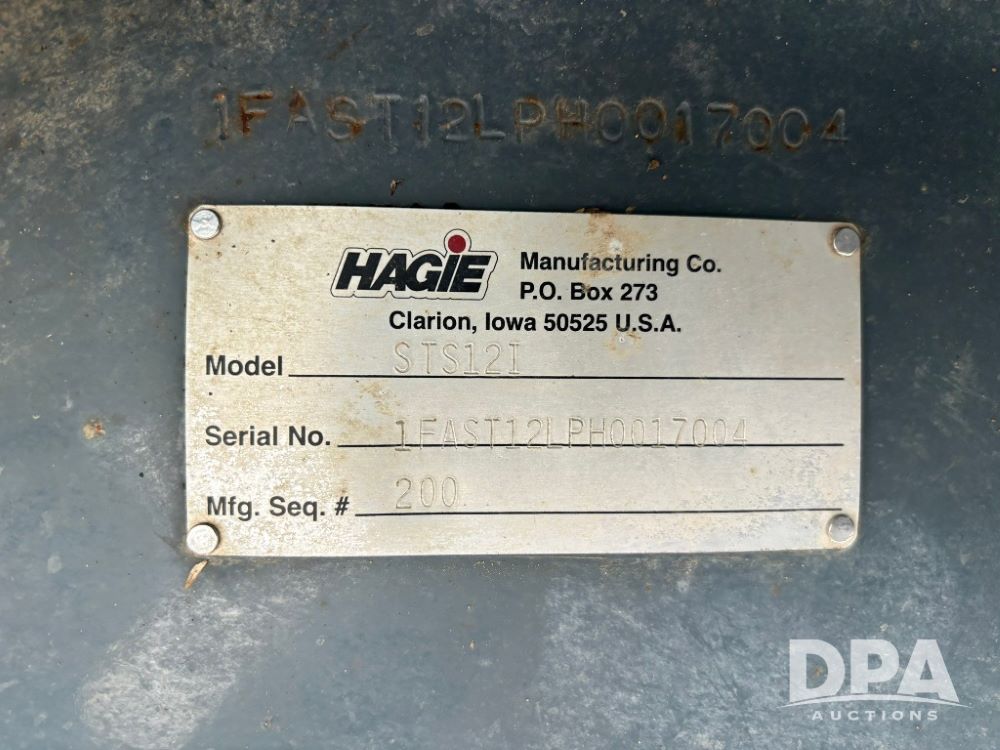 1FAST12LPH0017004
HAGIE Manufacturing Co.
P.O. Box 273
Clarion, Iowa 50525 U.S.A.
Model STS12I
Serial No. 1FAST12LPH0017004
Mfg. Seq. # 200
DPA
AUCTIONS